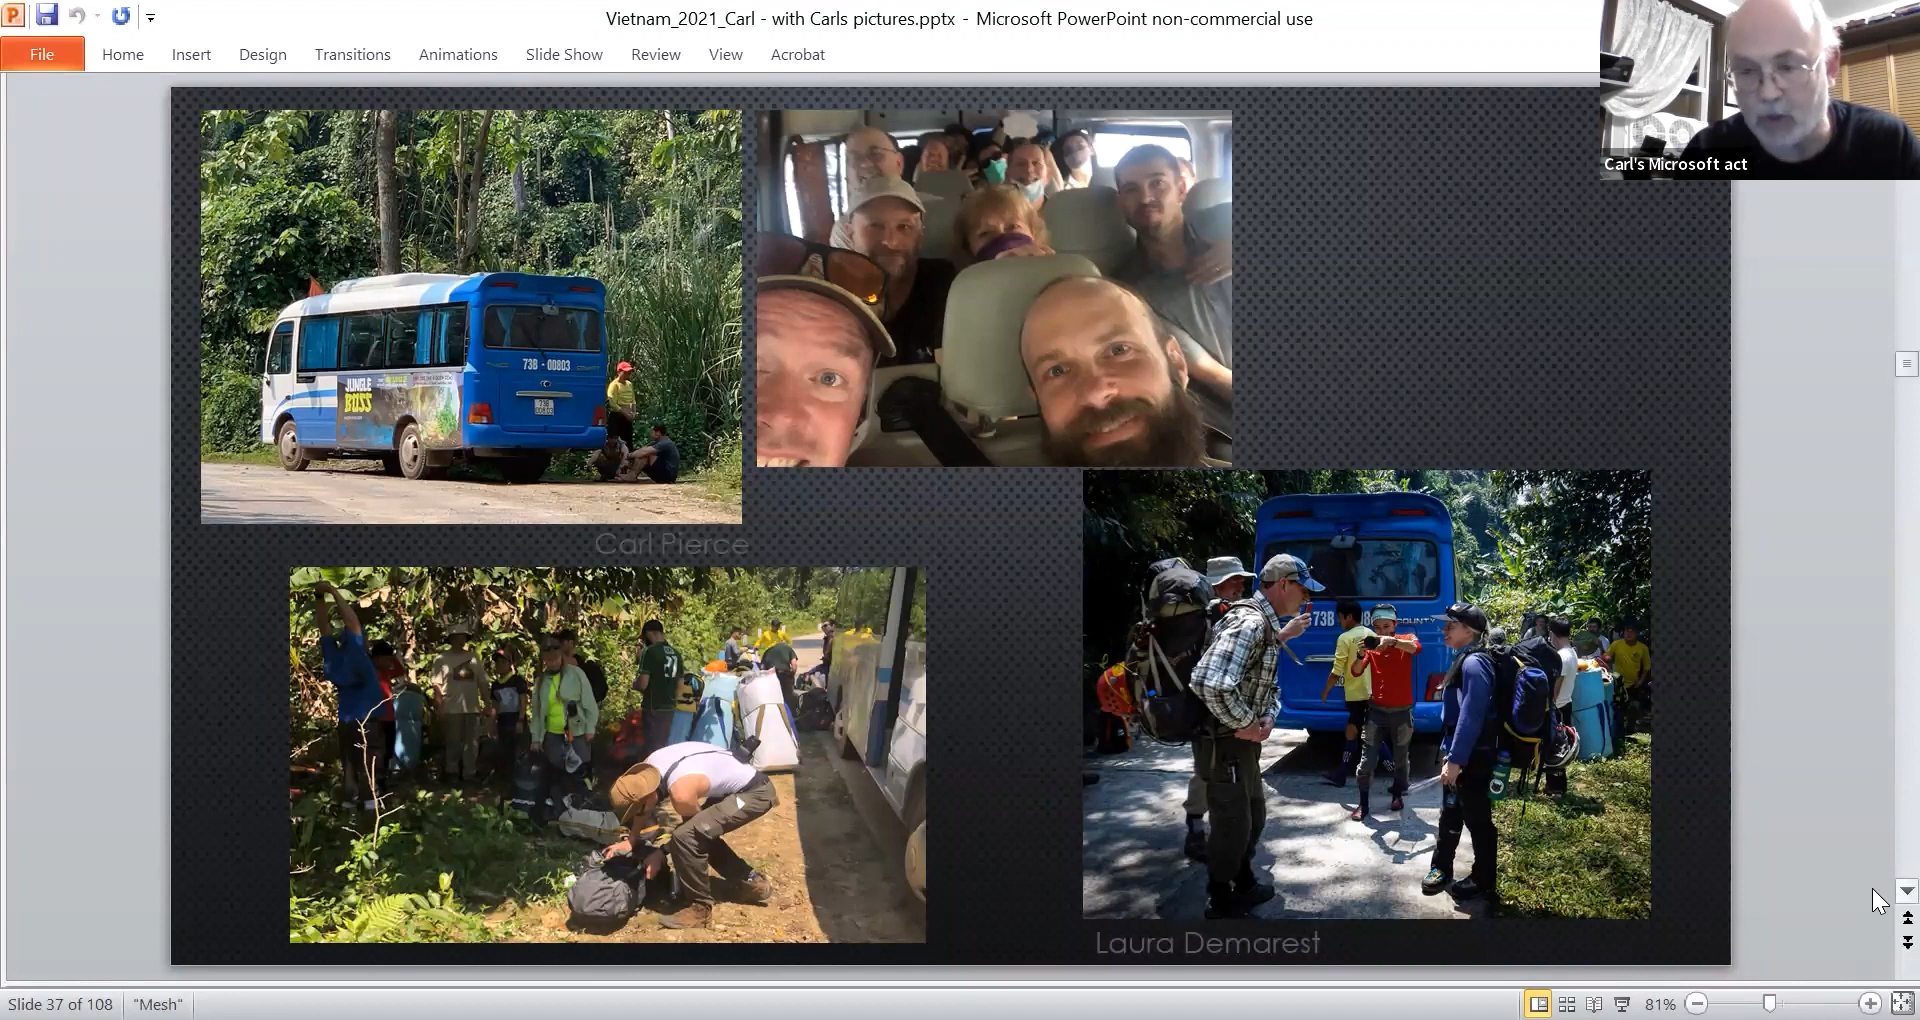 Vietnam_2021_Carl - with Carls pictures.pptx - Microsoft PowerPoint non-commercial use
File Home Insert Design Transitions Animations Slide Show Review View Acrobat
Carl's Microsoft act
73B - 00803
COUNTY
JUNGLE
BOSS
Carl Pierce
73B
COUNTY
Laura Demarest
Slide 37 of 108 "Mesh" 81%